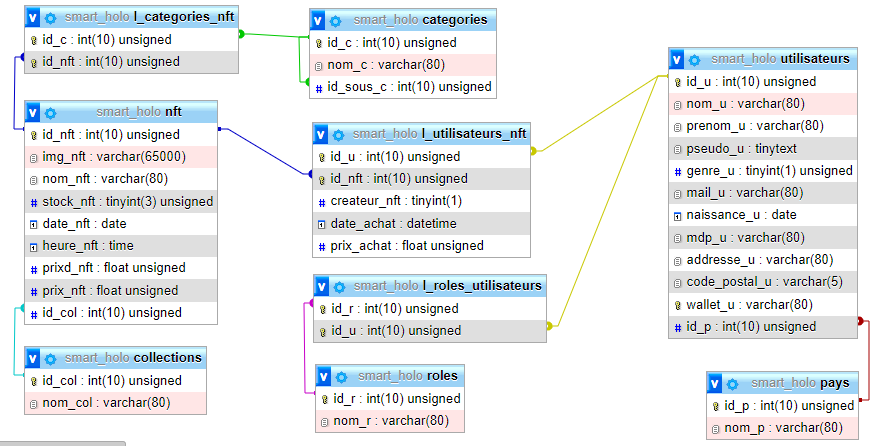 v smart_holo l_categories_nft
id_c : int(10) unsigned
id_nft : int(10) unsigned
v smart_holo categories
id_c : int(10) unsigned
nom_c : varchar(80)
# id_sous_c : int(10) unsigned
v smart_holo utilisateurs
id_u : int(10) unsigned
nom_u : varchar(80)
prenom_u : varchar(80)
pseudo_u : tinytext
# genre_u : tinyint(1) unsigned
mail_u : varchar(80)
naissance_u : date
mdp_u : varchar(80)
addresse_u : varchar(80)
code_postal_u : varchar(5)
wallet_u : varchar(80)
# id_p : int(10) unsigned
v smart_holo nft
id_nft : int(10) unsigned
img_nft : varchar(65000)
nom_nft : varchar(80)
# stock_nft : tinyint(3) unsigned
date_nft : date
heure_nft : time
# prixd_nft : float unsigned
# prix_nft : float unsigned
# id_col : int(10) unsigned
v smart_holo l_utilisateurs_nft
id_u : int(10) unsigned
id_nft : int(10) unsigned
# createur_nft : tinyint(1)
date_achat : datetime
# prix_achat : float unsigned
v smart_holo l_roles_utilisateurs
id_r : int(10) unsigned
id_u : int(10) unsigned
v smart_holo collections
id_col : int(10) unsigned
nom_col : varchar(80)
v smart_holo roles
id_r : int(10) unsigned
nom_r : varchar(80)
v smart_holo pays
id_p : int(10) unsigned
nom_p : varchar(80)